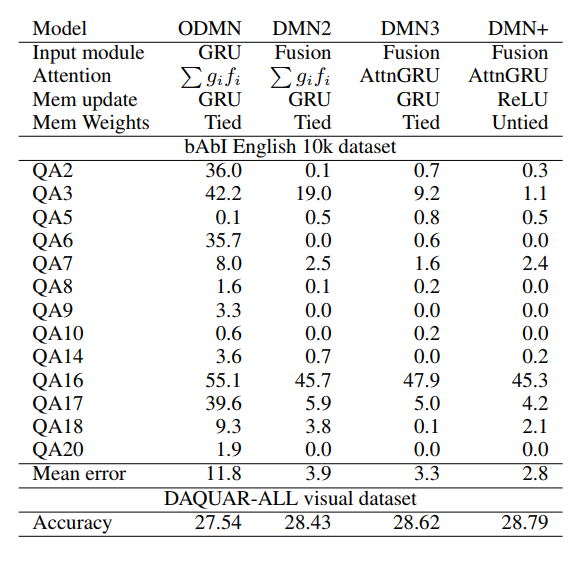 Model ODMN DMN2 DMN3 DMN+
Input module GRU Fusion Fusion Fusion
Attention ∑ gᵢfᵢ ∑ gᵢfᵢ AttnGRU AttnGRU
Mem update GRU GRU GRU ReLU
Mem Weights Tied Tied Tied Untied
bAbI English 10k dataset
QA2 36.0 0.1 0.7 0.3
QA3 42.2 19.0 9.2 1.1
QA5 0.1 0.5 0.8 0.5
QA6 35.7 0.0 0.6 0.0
QA7 8.0 2.5 1.6 2.4
QA8 1.6 0.1 0.2 0.0
QA9 3.3 0.0 0.0 0.0
QA10 0.6 0.0 0.2 0.0
QA14 3.6 0.7 0.0 0.2
QA16 55.1 45.7 47.9 45.3
QA17 39.6 5.9 5.0 4.2
QA18 9.3 3.8 0.1 2.1
QA20 1.9 0.0 0.0 0.0
Mean error 11.8 3.9 3.3 2.8
DAQUAR-ALL visual dataset
Accuracy 27.54 28.43 28.62 28.79